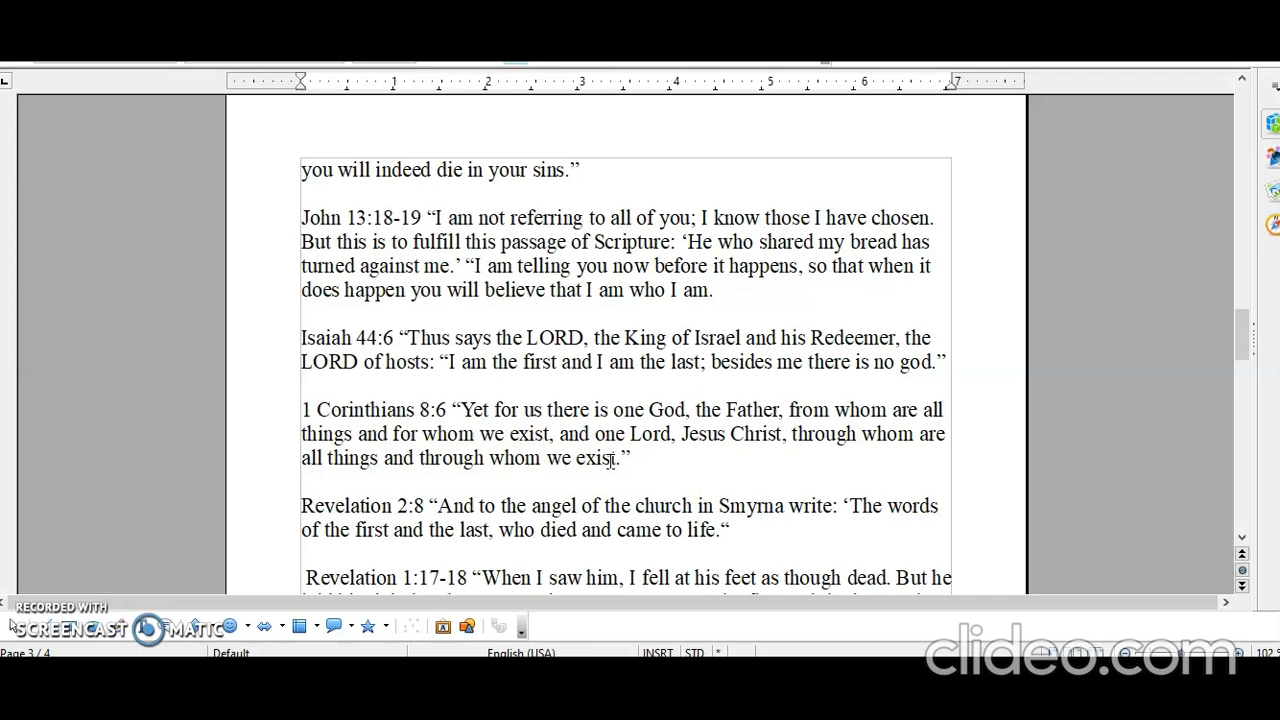 1 2 3 4 5 6 7
you will indeed die in your sins.”
John 13:18-19 “I am not referring to all of you; I know those I have chosen.
But this is to fulfill this passage of Scripture: ‘He who shared my bread has
turned against me.’ “I am telling you now before it happens, so that when it
does happen you will believe that I am who I am.
Isaiah 44:6 “Thus says the LORD, the King of Israel and his Redeemer, the
LORD of hosts: “I am the first and I am the last; besides me there is no god.”
1 Corinthians 8:6 “Yet for us there is one God, the Father, from whom are all
things and for whom we exist, and one Lord, Jesus Christ, through whom are
all things and through whom we exist.”
Revelation 2:8 “And to the angel of the church in Smyrna write: ‘The words
of the first and the last, who died and came to life.“
Revelation 1:17-18 “When I saw him, I fell at his feet as though dead. But he
RECORDED WITH
SCREENCAST MATIC
clideo.com
Page 3 / 4 Default English (USA) INSRT STD * 102